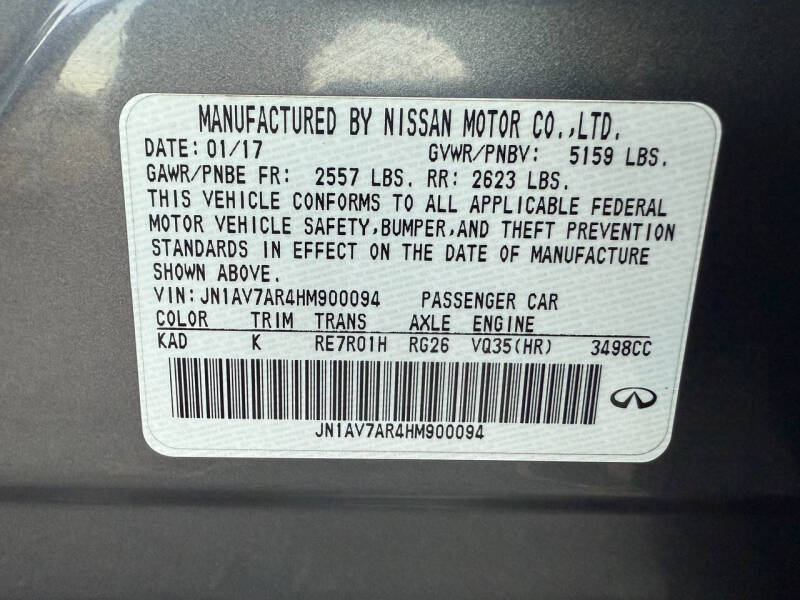 MANUFACTURED BY NISSAN MOTOR CO.,LTD.
DATE: 01/17 GVWR/PNBV: 5159 LBS.
GAWR/PNBE FR: 2557 LBS. RR: 2623 LBS.
THIS VEHICLE CONFORMS TO ALL APPLICABLE FEDERAL
MOTOR VEHICLE SAFETY,BUMPER,AND THEFT PREVENTION
STANDARDS IN EFFECT ON THE DATE OF MANUFACTURE
SHOWN ABOVE.
VIN:JN1AV7AR4HM900094 PASSENGER CAR
COLOR TRIM TRANS AXLE ENGINE
KAD K RE7R01H RG26 VQ35(HR) 3498CC
JN1AV7AR4HM900094